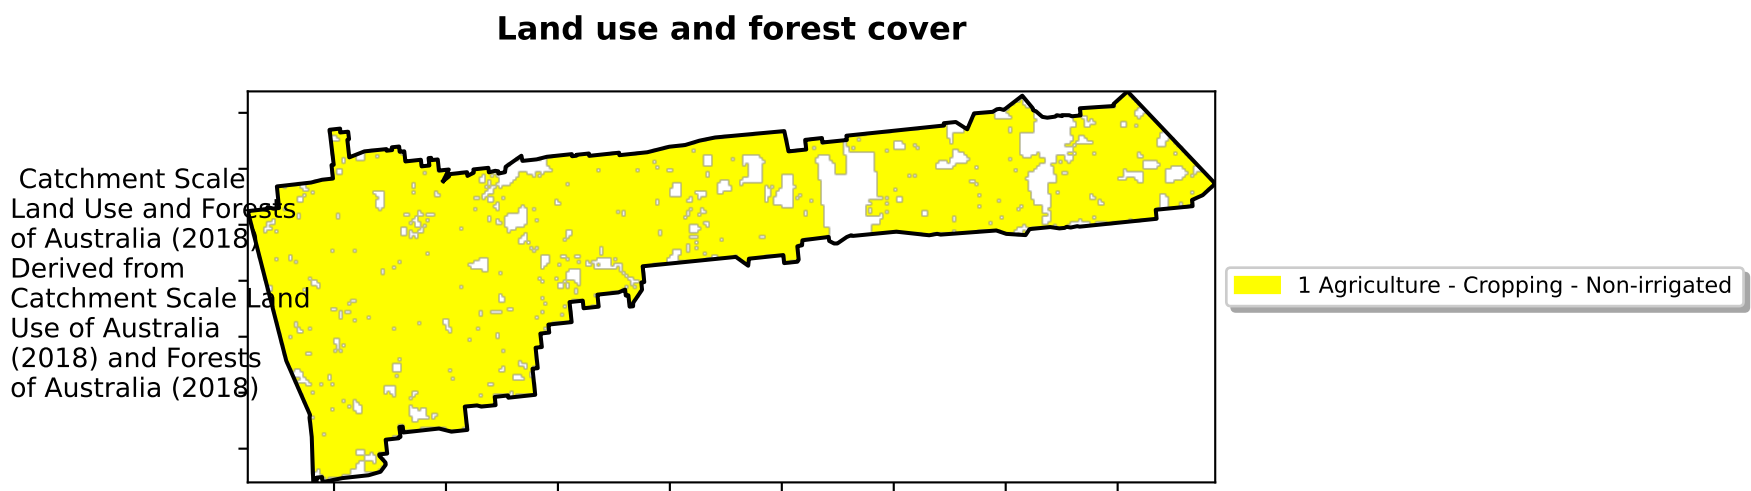 Land use and forest cover
Catchment Scale
Land Use and Forests
of Australia (2018)
Derived from
Catchment Scale Land
Use of Australia
(2018) and Forests
of Australia (2018)
1 Agriculture - Cropping - Non-irrigated